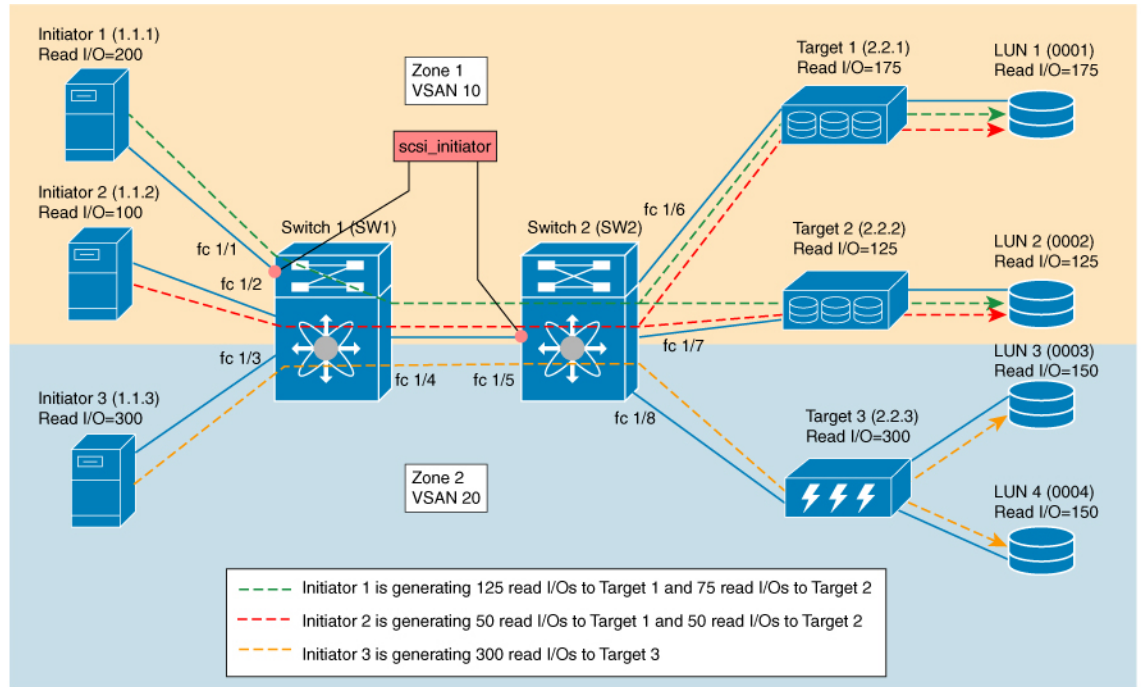 Initiator 1 (1.1.1)
Read I/O=200
Zone 1
VSAN 10
Target 1 (2.2.1)
Read I/O=175
LUN 1 (0001)
Read I/O=175
scsi_initiator
Initiator 2 (1.1.2)
Read I/O=100
fc 1/1
Switch 1 (SW1)
Switch 2 (SW2)
fc 1/6
Target 2 (2.2.2)
Read I/O=125
LUN 2 (0002)
Read I/O=125
fc 1/2
fc 1/3
fc 1/4
fc 1/5
fc 1/7
LUN 3 (0003)
Read I/O=150
Initiator 3 (1.1.3)
Read I/O=300
fc 1/8
Target 3 (2.2.3)
Read I/O=300
Zone 2
VSAN 20
LUN 4 (0004)
Read I/O=150
Initiator 1 is generating 125 read I/Os to Target 1 and 75 read I/Os to Target 2
Initiator 2 is generating 50 read I/Os to Target 1 and 50 read I/Os to Target 2
Initiator 3 is generating 300 read I/Os to Target 3